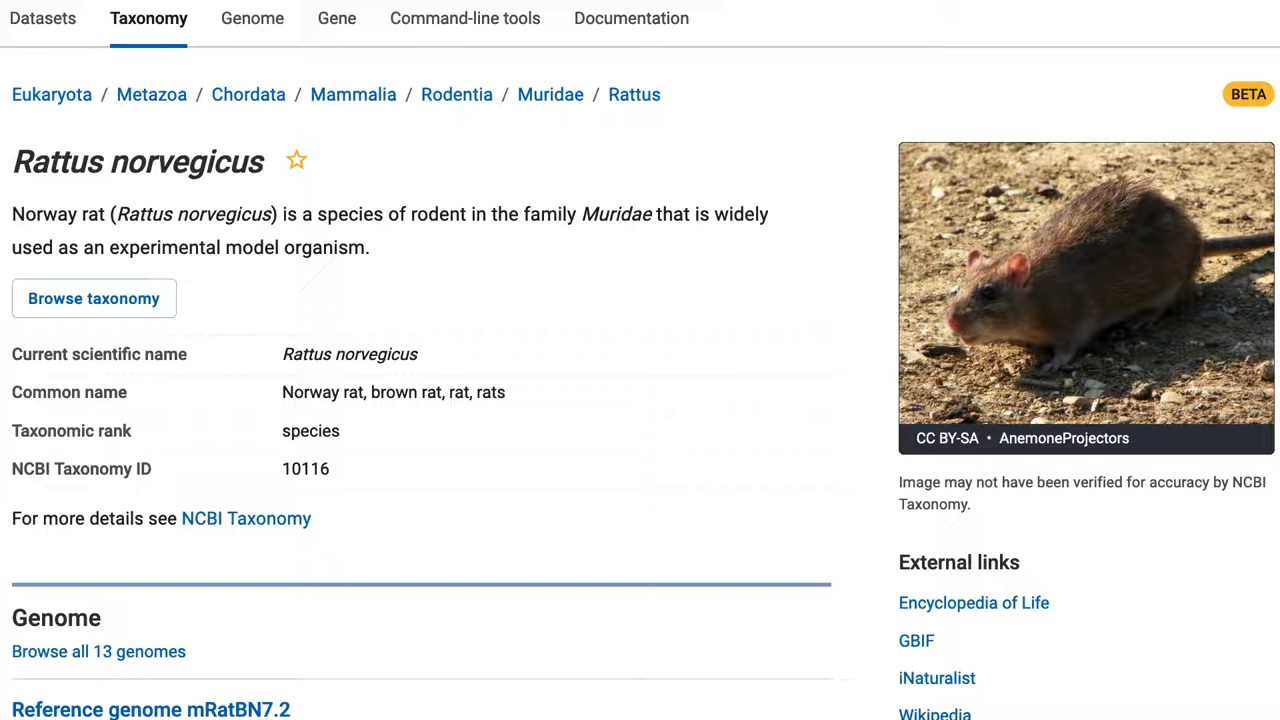 Datasets Taxonomy Genome Gene Command-line tools Documentation
Eukaryota / Metazoa / Chordata / Mammalia / Rodentia / Muridae / Rattus
BETA
Rattus norvegicus
Norway rat (Rattus norvegicus) is a species of rodent in the family Muridae that is widely
used as an experimental model organism.
Browse taxonomy
Current scientific name Rattus norvegicus
Common name Norway rat, brown rat, rat, rats
Taxonomic rank species
NCBI Taxonomy ID 10116
For more details see NCBI Taxonomy
Genome
Browse all 13 genomes
Reference genome mRatBN7.2
CC BY-SA • AnemoneProjectors
Image may not have been verified for accuracy by NCBI
Taxonomy.
External links
Encyclopedia of Life
GBIF
iNaturalist
Wikipedia